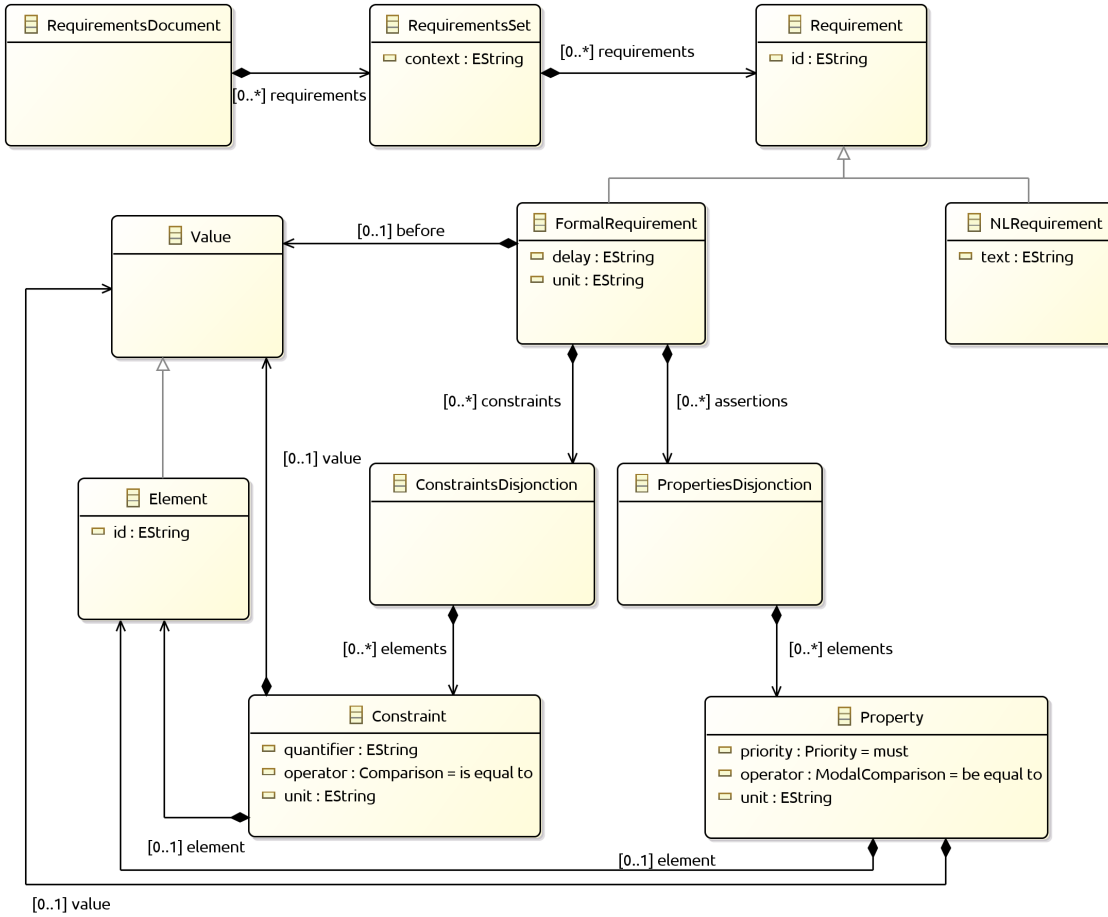 RequirementsDocument
RequirementsSet
context : EString
Requirement
id : EString
[0..*] requirements
[0..*] requirements
Value
[0..1] before
FormalRequirement
delay : EString
unit : EString
NLRequirement
text : EString
[0..*] constraints
[0..*] assertions
[0..1] value
Element
id : EString
ConstraintsDisjonction
PropertiesDisjonction
[0..*] elements
[0..*] elements
Constraint
quantifier : EString
operator : Comparison = is equal to
unit : EString
Property
priority : Priority = must
operator : ModalComparison = be equal to
unit : EString
[0..1] element
[0..1] element
[0..1] value